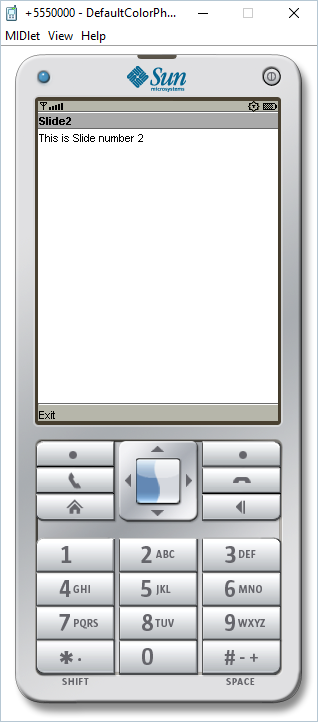 +5550000 - DefaultColorPh...
MIDlet View Help
Sun
microsystems
Slide2
This is Slide number 2
Exit
1 2 ABC 3 DEF
4 GHI 5 JKL 6 MNO
7 PQRS 8 TUV 9 WXYZ
* . 0 # - +
SHIFT SPACE